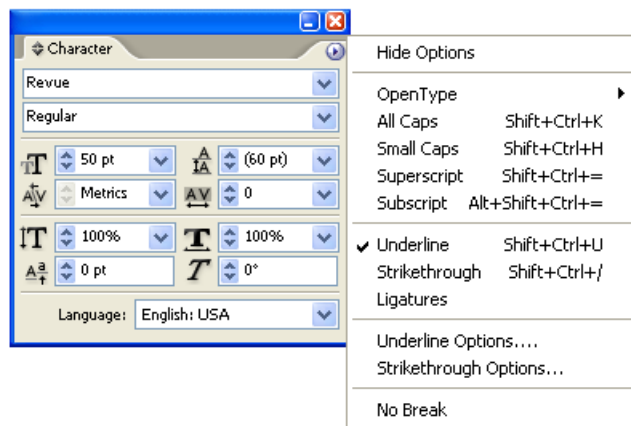 Character
Revue
Regular
50 pt
(60 pt)
Metrics
0
100%
100%
0 pt
0°
Language: English: USA
Hide Options
OpenType
All Caps Shift+Ctrl+K
Small Caps Shift+Ctrl+H
Superscript Shift+Ctrl+=
Subscript Alt+Shift+Ctrl+=
Underline Shift+Ctrl+U
Strikethrough Shift+Ctrl+/
Ligatures
Underline Options....
Strikethrough Options...
No Break